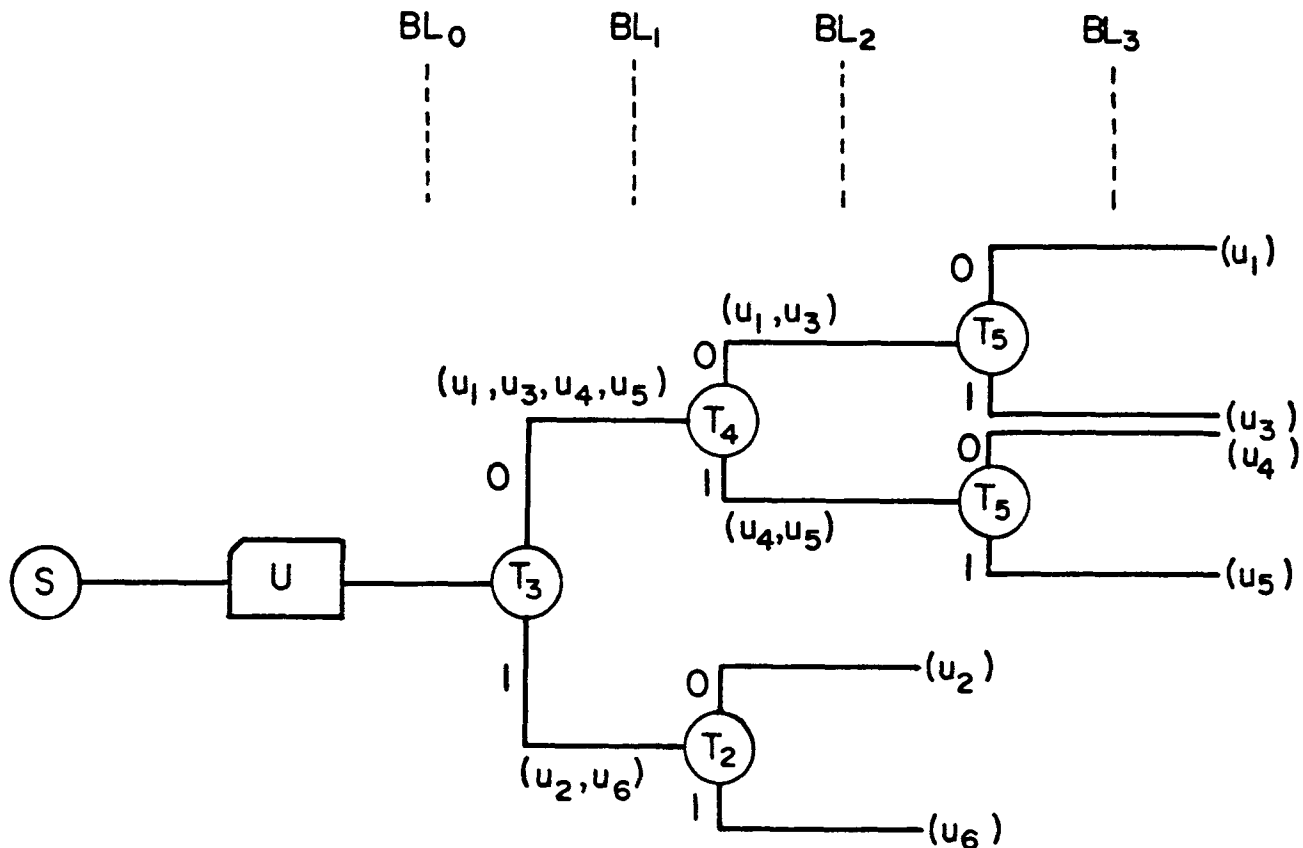 BL₀ BL₁ BL₂ BL₃
0 (u₁)
(u₁,u₃)
T₅
0
(u₁,u₃,u₄,u₅)
1
T₄ (u₃)
0 (u₄)
0
1
T₅
(u₄,u₅)
S U T₃ 1 (u₅)
1 0 (u₂)
T₂
(u₂,u₆)
1 (u₆)